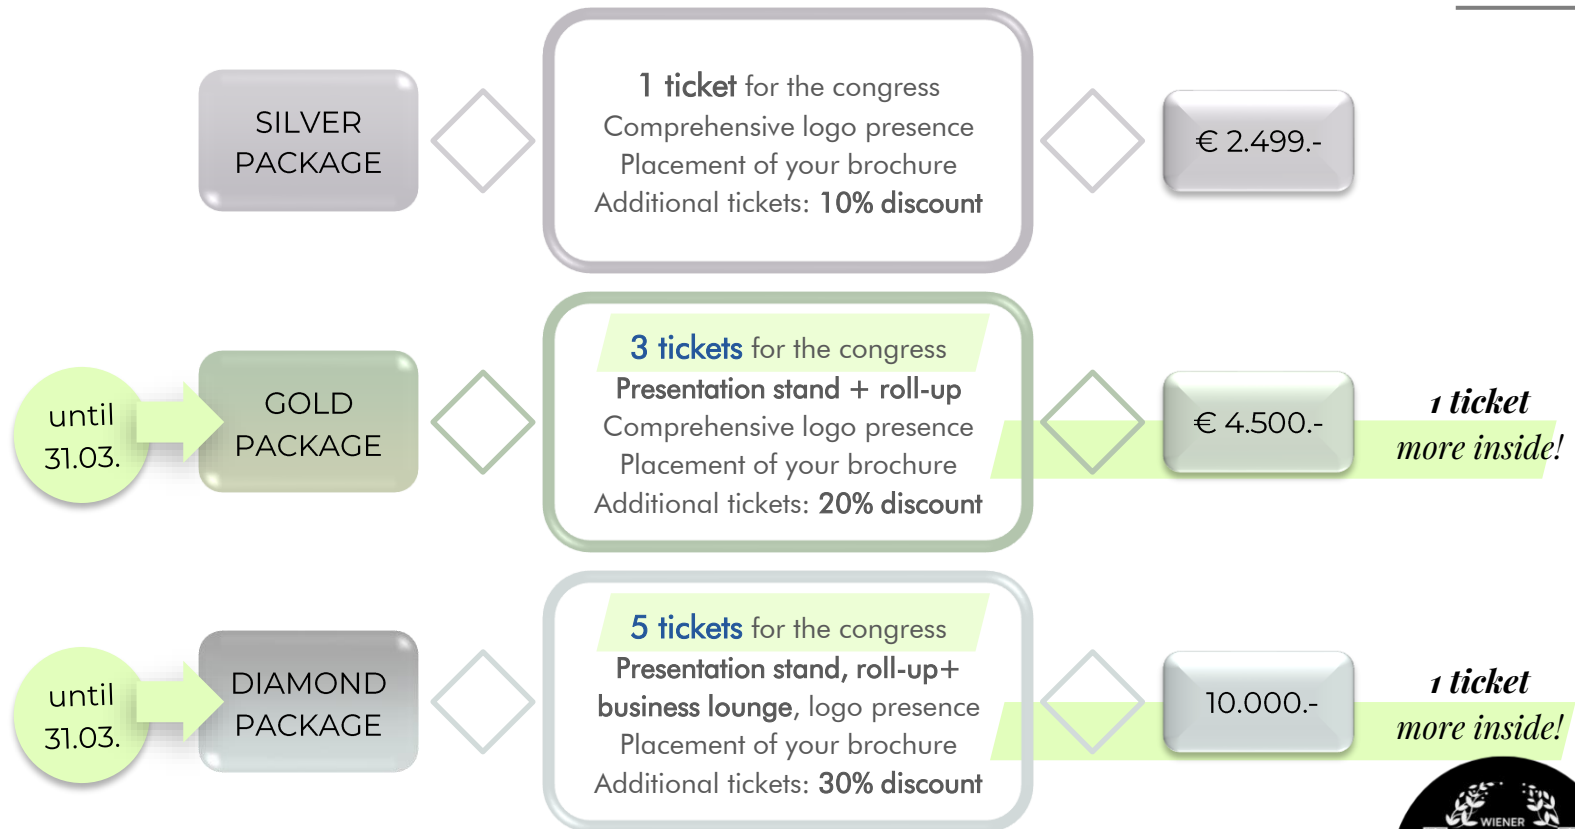 SILVER
PACKAGE
1 ticket for the congress
Comprehensive logo presence
Placement of your brochure
Additional tickets: 10% discount
€ 2.499.-
until
31.03.
GOLD
PACKAGE
3 tickets for the congress
Presentation stand + roll-up
Comprehensive logo presence
Placement of your brochure
Additional tickets: 20% discount
€ 4.500.-
1 ticket
more inside!
until
31.03.
DIAMOND
PACKAGE
5 tickets for the congress
Presentation stand, roll-up+
business lounge, logo presence
Placement of your brochure
Additional tickets: 30% discount
10.000.-
1 ticket
more inside!
WIENER